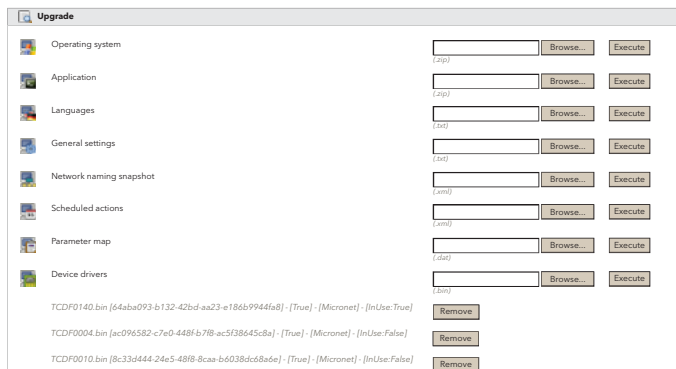 Upgrade
Operating system Browse... Execute
(.zip)
Application Browse... Execute
(.zip)
Languages Browse... Execute
(.txt)
General settings Browse... Execute
(.txt)
Network naming snapshot Browse... Execute
(.xml)
Scheduled actions Browse... Execute
(.xml)
Parameter map Browse... Execute
(.dat)
Device drivers Browse... Execute
(.bin)
TCDF0140.bin [64aba093-b132-42bd-aa23-e186b9944fa8] - [True] - [Micronet] - [InUse:True] Remove
TCDF0004.bin [ac096582-c7e0-448f-b7f8-ac5f38645c8a] - [True] - [Micronet] - [InUse:False] Remove
TCDF0010.bin [8c33d444-24e5-48f8-8caa-b6038dc68a6e] - [True] - [Micronet] - [InUse:False] Remove